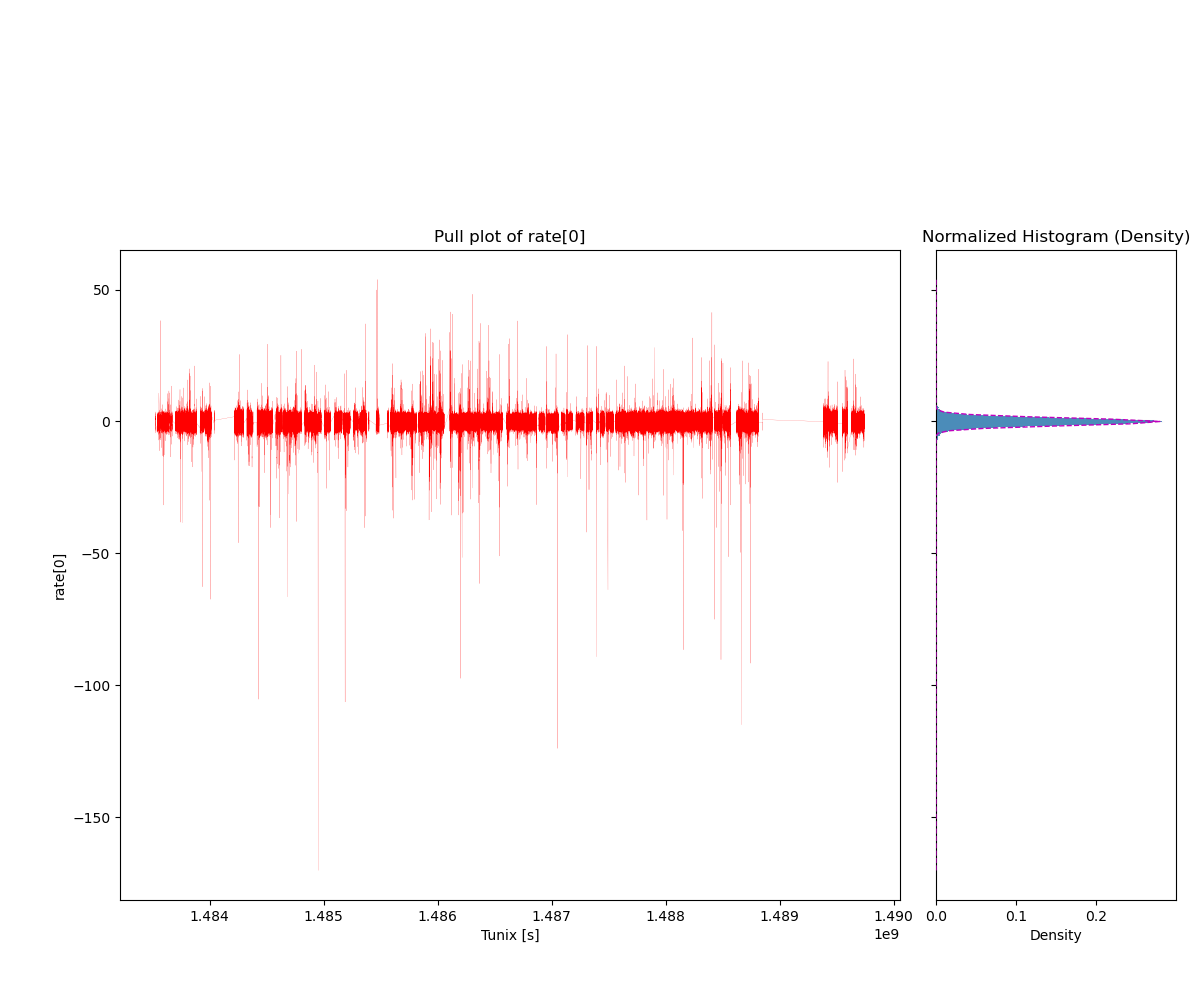 Pull plot of rate[0]
Normalized Histogram (Density)
50
0
−50
−100
−150
rate[0]
1.484 1.485 1.486 1.487 1.488 1.489 1.490
1e9
Tunix [s]
0.0 0.1 0.2
Density